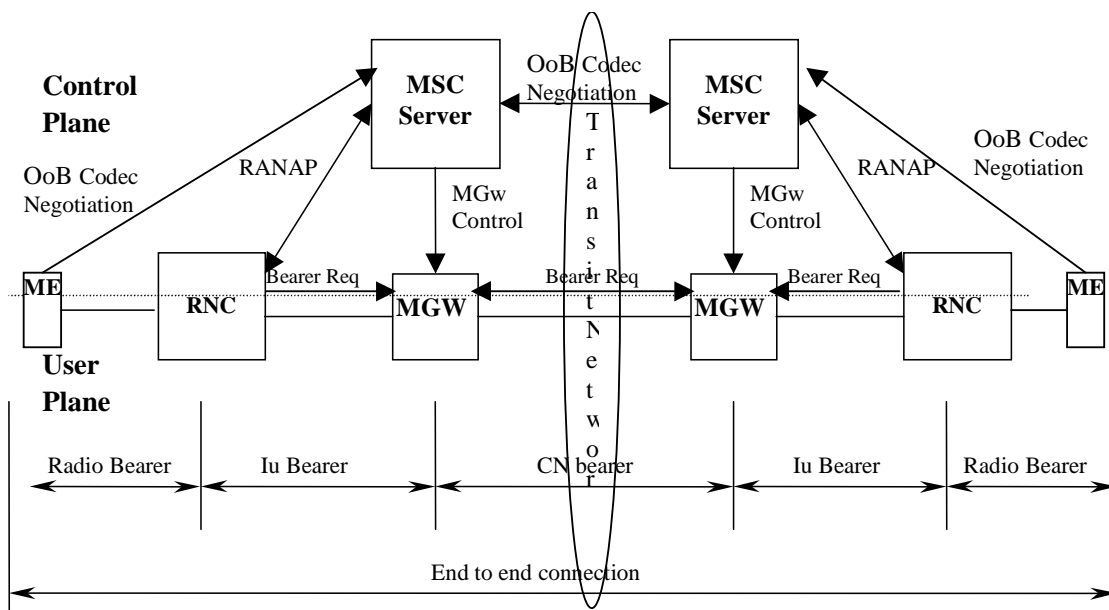 Control
Plane
MSC
Server
OoB Codec
Negotiation
MSC
Server
OoB Codec
Negotiation
RANAP
MGw
Control
MGw
Control
RANAP
OoB Codec
Negotiation
ME
RNC
Bearer Req
MGW
Bearer Req
MGW
Bearer Req
RNC
ME
Transit Networ
User
Plane
Radio Bearer
Iu Bearer
CN bearer
Iu Bearer
Radio Bearer
End to end connection